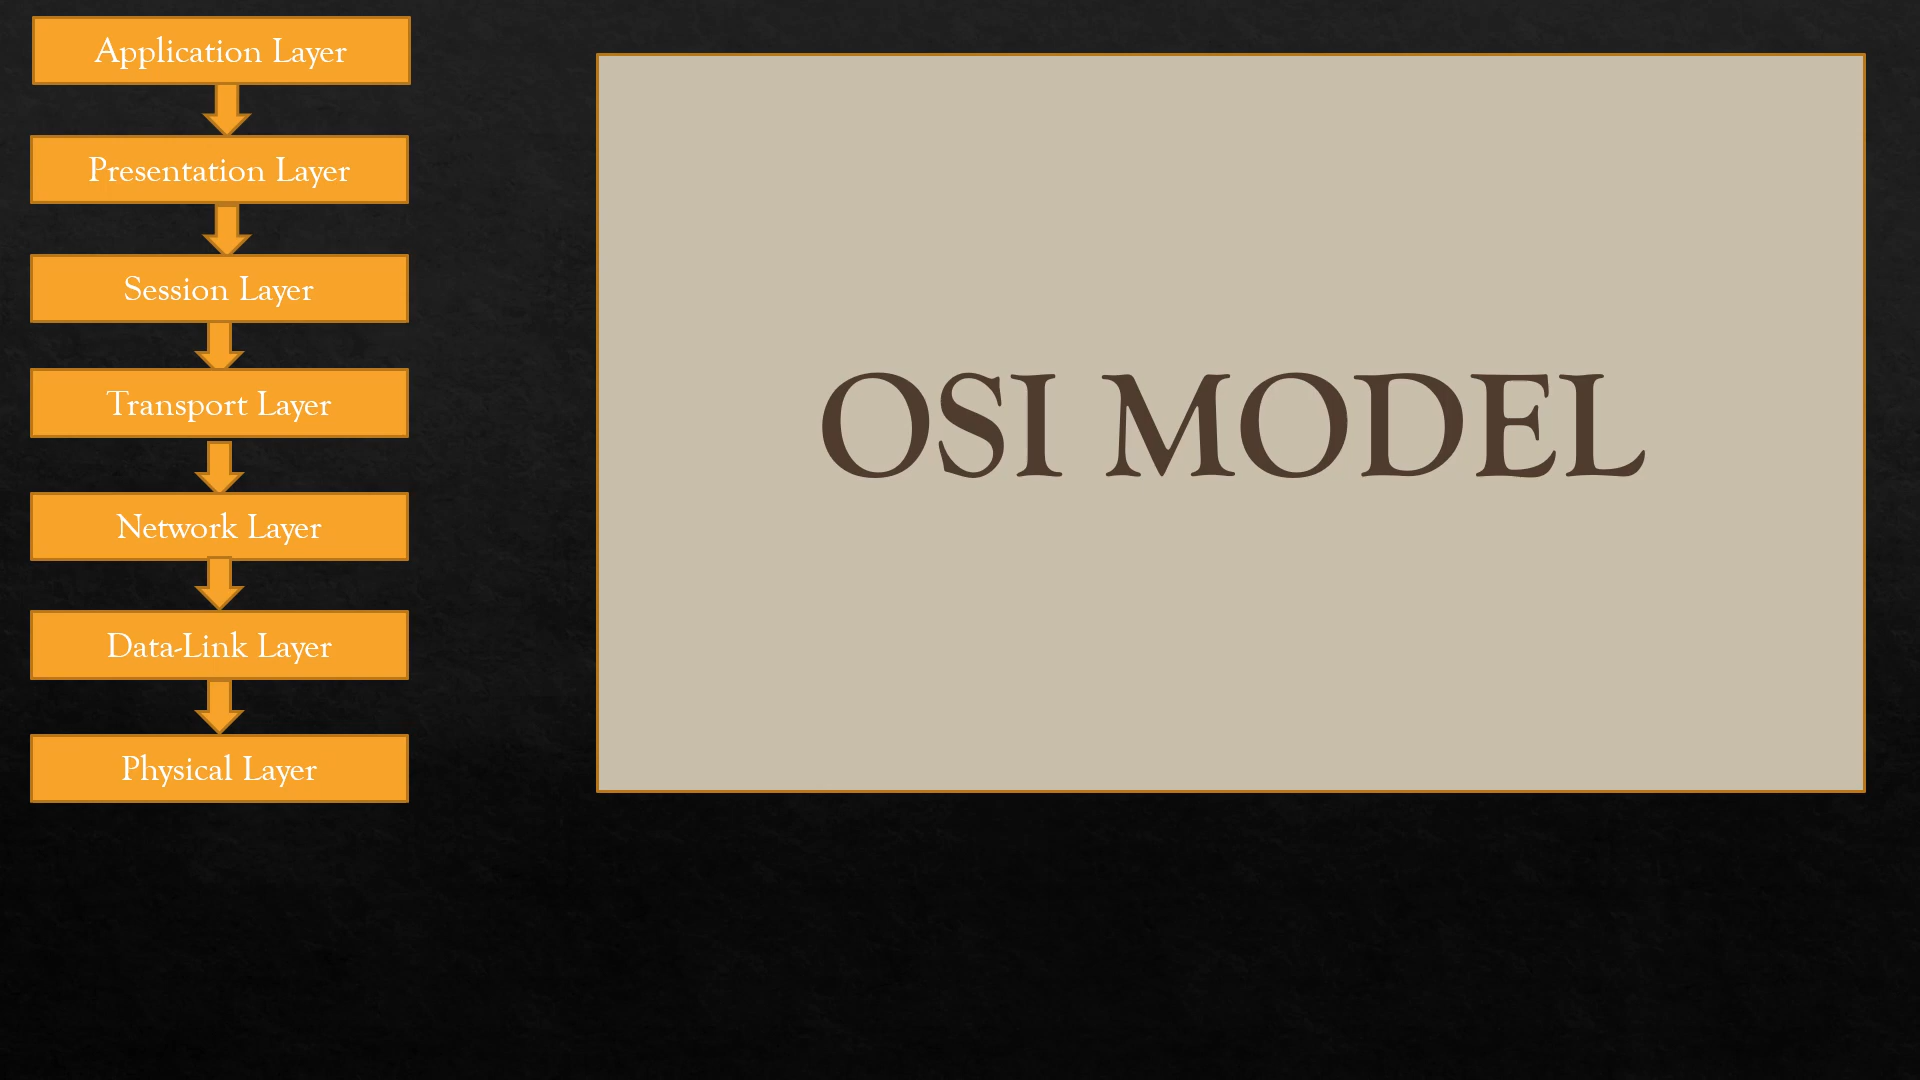 Application Layer
Presentation Layer
Session Layer
Transport Layer
Network Layer
Data-Link Layer
Physical Layer
OSI MODEL